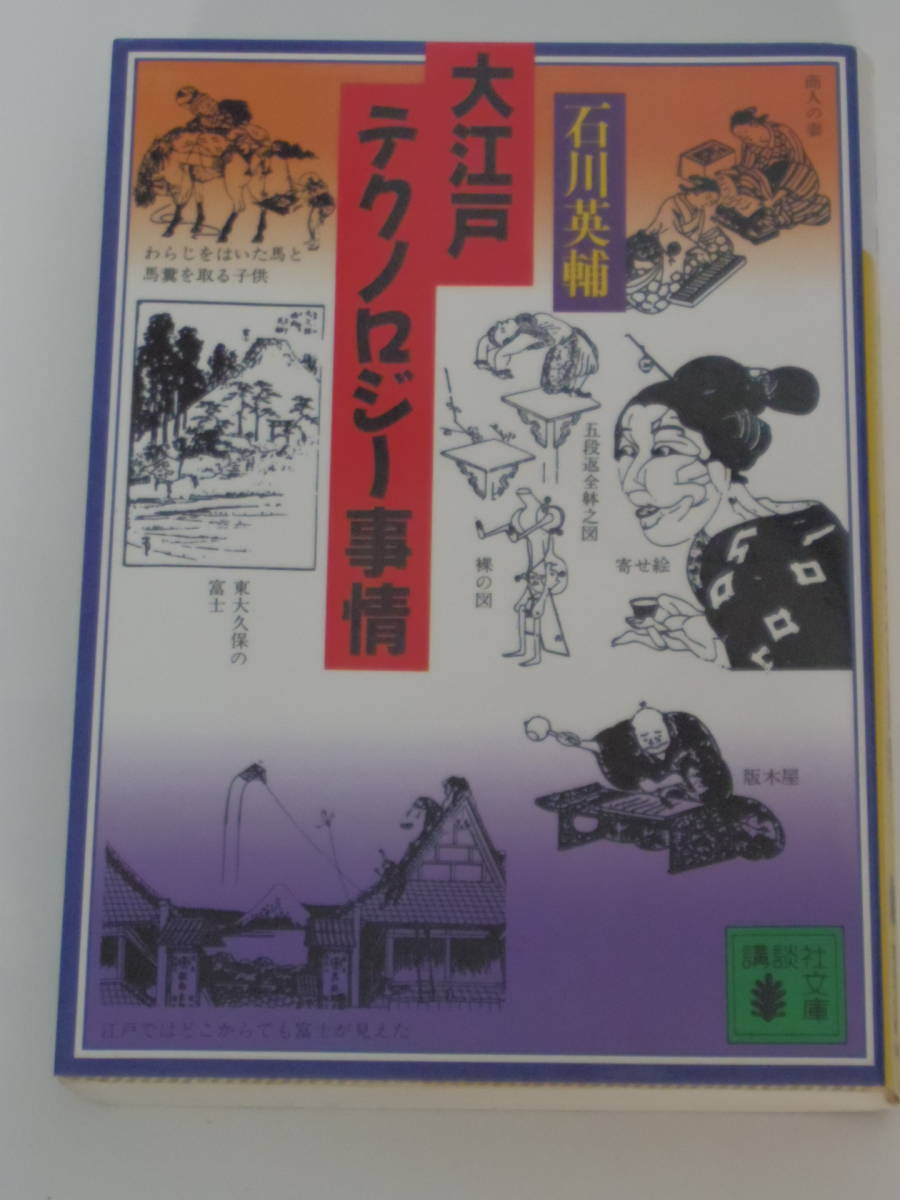 大江戸
テクノロジー事情
石川英輔
商人の妻
わらじをはいた馬と
馬糞を取る子供
東大久保の
富士
五段返全躰之図
裸の図
寄せ絵
版木屋
江戸ではどこからでも富士が見えた
講談社
文庫